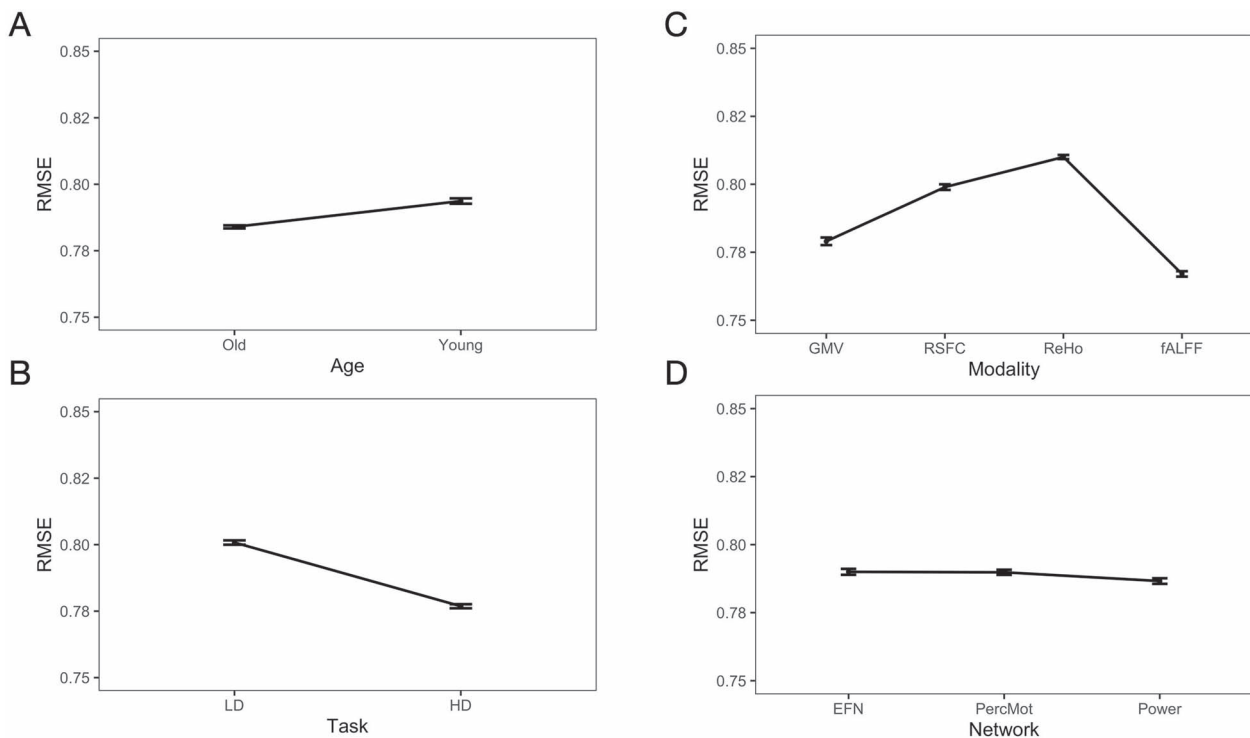 A
RMSE
0.85
0.82
0.80
0.78
0.75
Old Young
Age
B
RMSE
0.85
0.82
0.80
0.78
0.75
LD HD
Task
C
RMSE
0.85
0.82
0.80
0.78
0.75
GMV RSFC ReHo fALFF
Modality
D
RMSE
0.85
0.82
0.80
0.78
0.75
EFN PercMot Power
Network